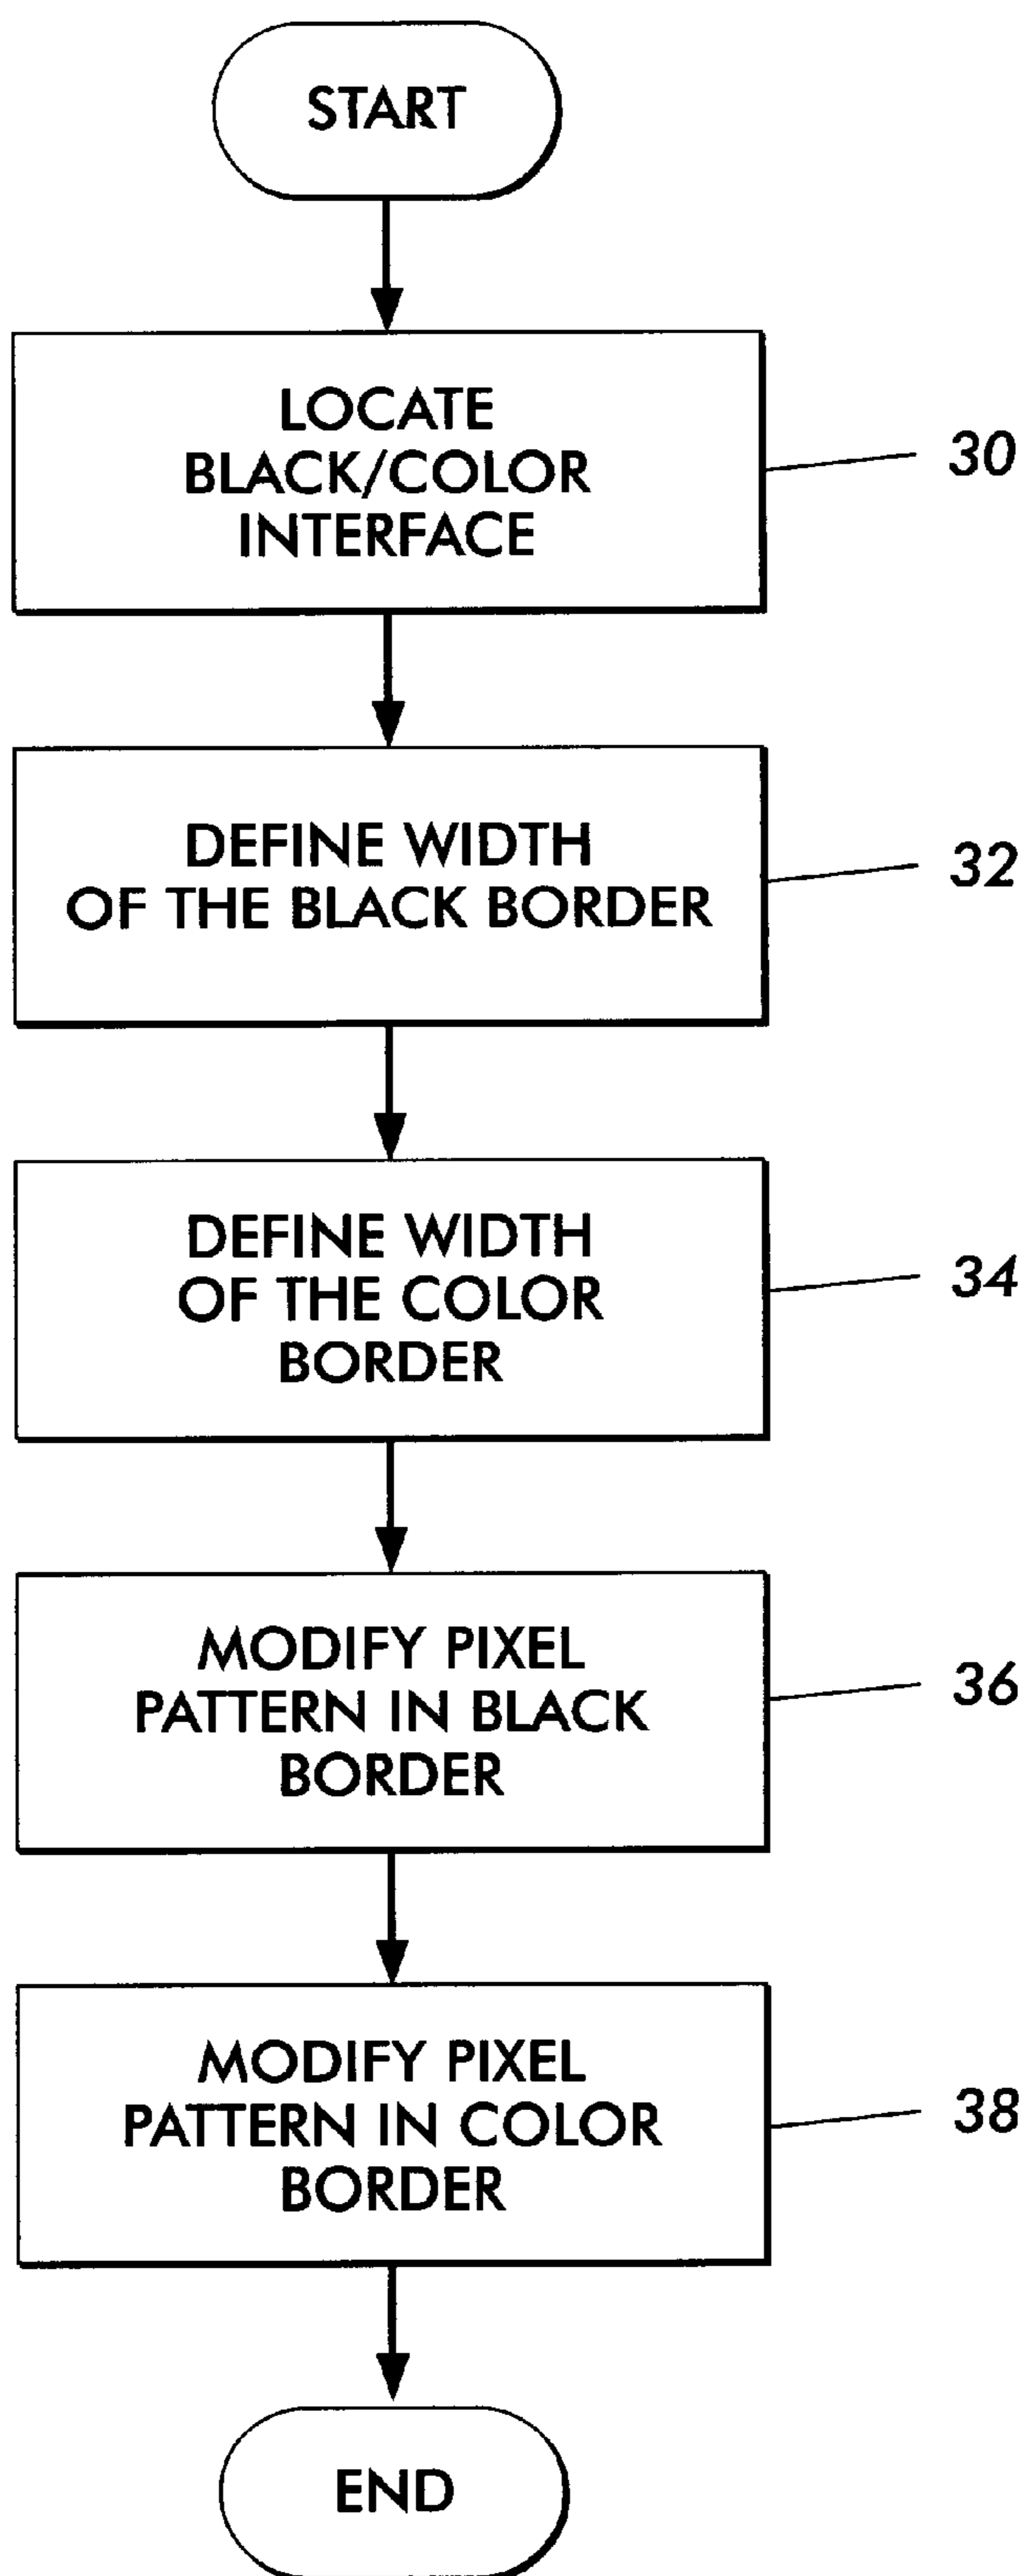 START
LOCATE
BLACK/COLOR
INTERFACE
30
DEFINE WIDTH
OF THE BLACK BORDER
32
DEFINE WIDTH
OF THE COLOR
BORDER
34
MODIFY PIXEL
PATTERN IN BLACK
BORDER
36
MODIFY PIXEL
PATTERN IN COLOR
BORDER
38
END